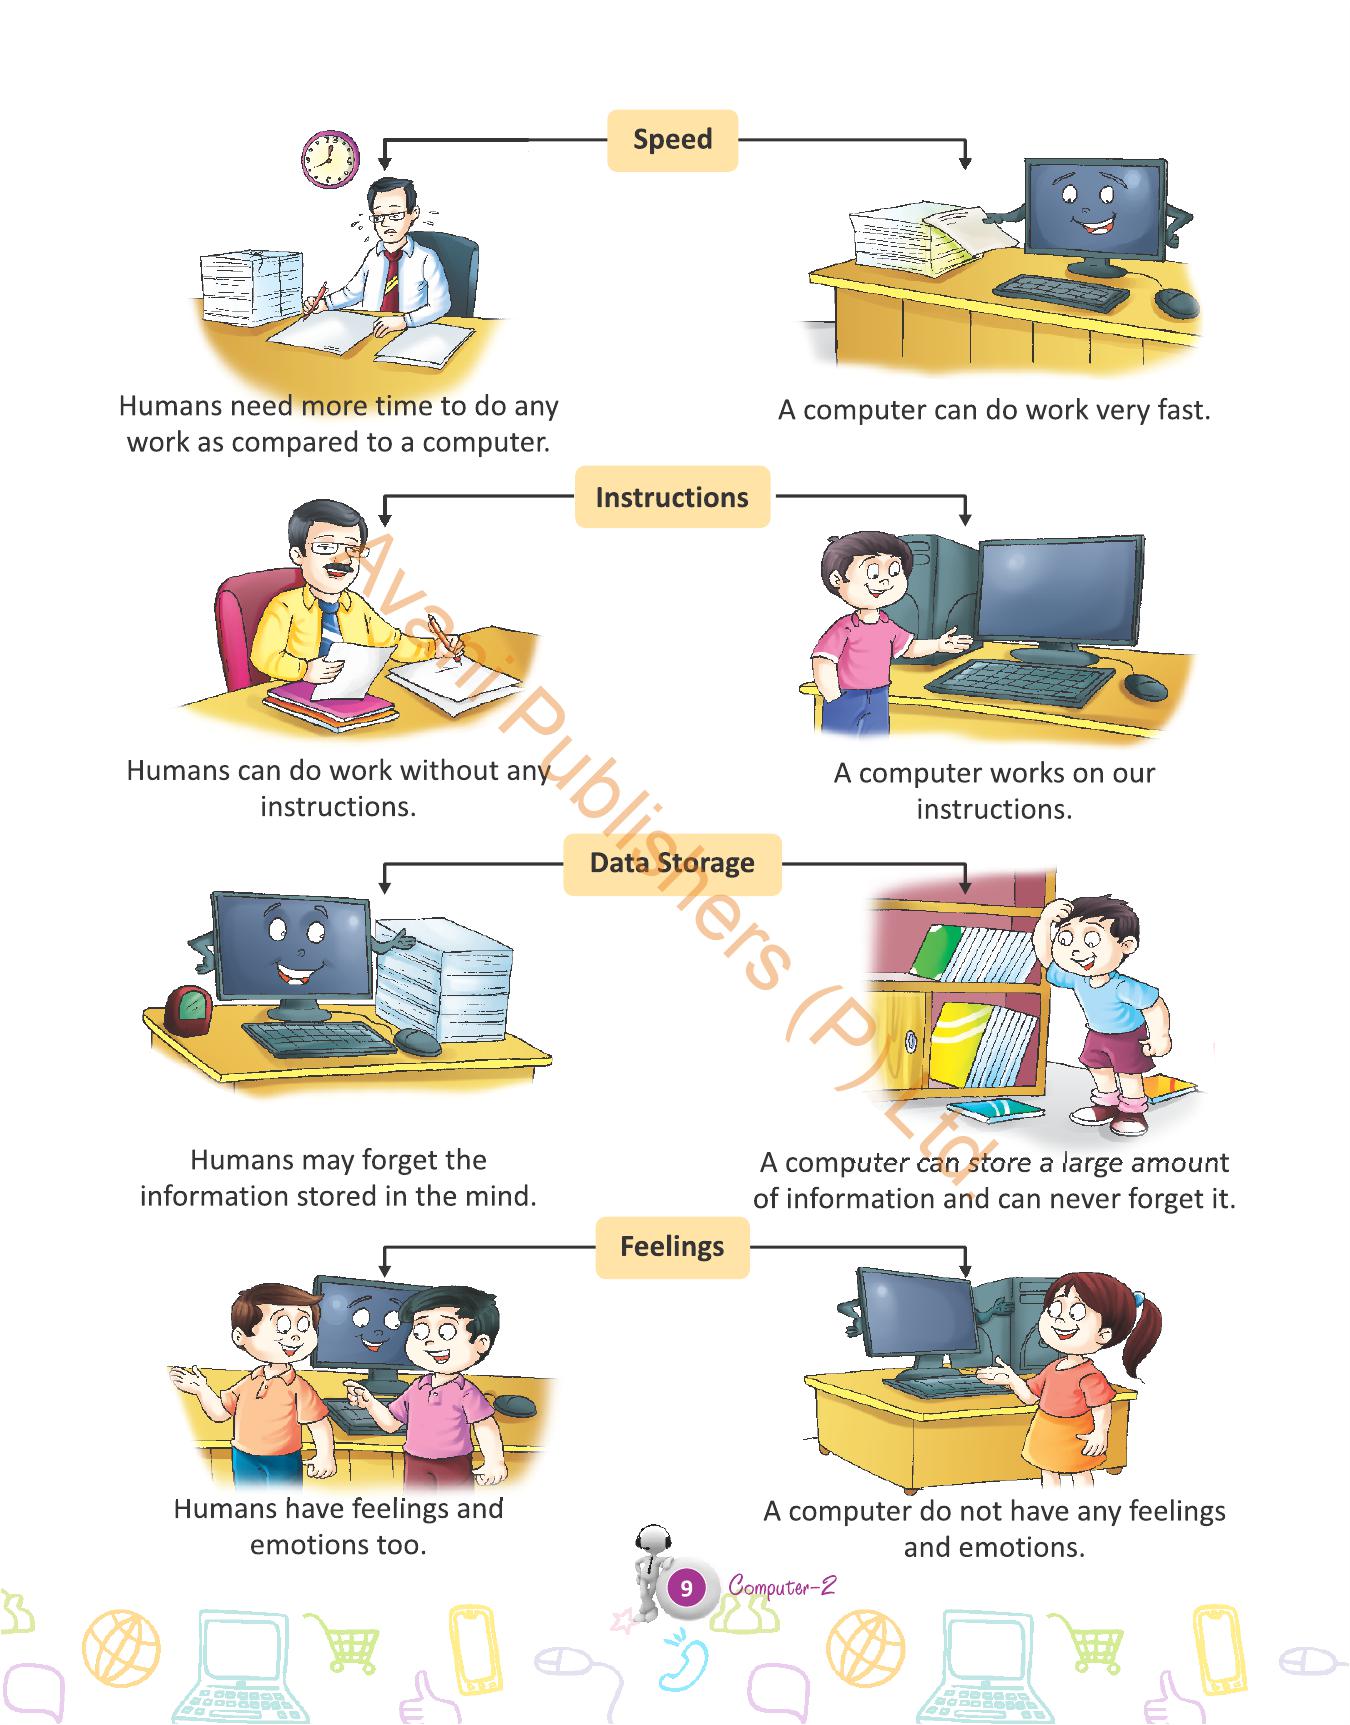 Speed
Humans need more time to do any
work as compared to a computer.
A computer can do work very fast.
Instructions
Humans can do work without any
instructions.
A computer works on our
instructions.
Data Storage
Humans may forget the
information stored in the mind.
A computer can store a large amount
of information and can never forget it.
Feelings
Humans have feelings and
emotions too.
A computer do not have any feelings
and emotions.
9 Computer-2
Avani Publishers (P) Ltd.